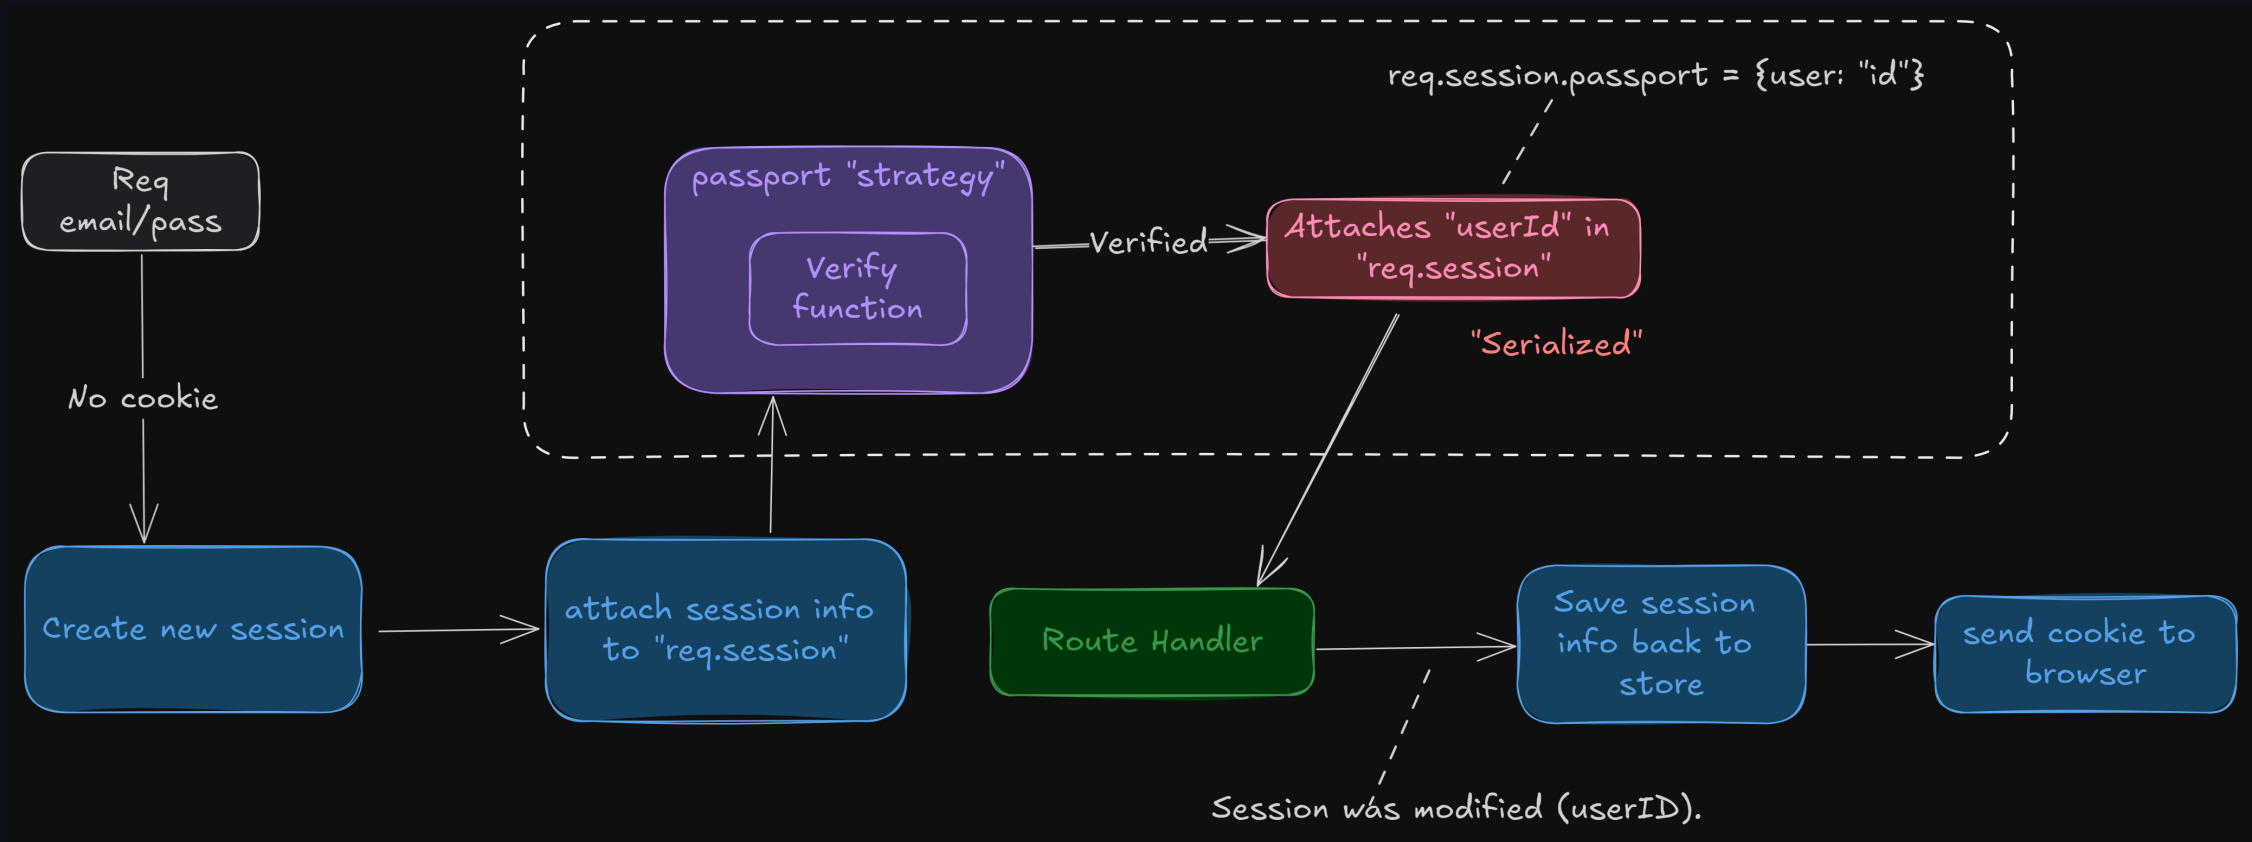 req.session.passport = {user: "id"}
Req
email/pass
passport "strategy"
Verify
function
Verified
Attaches "userId" in
"req.session"
"Serialized"
No cookie
Create new session
attach session info
to "req.session"
Route Handler
Save session
info back to
store
send cookie to
browser
Session was modified (userID).